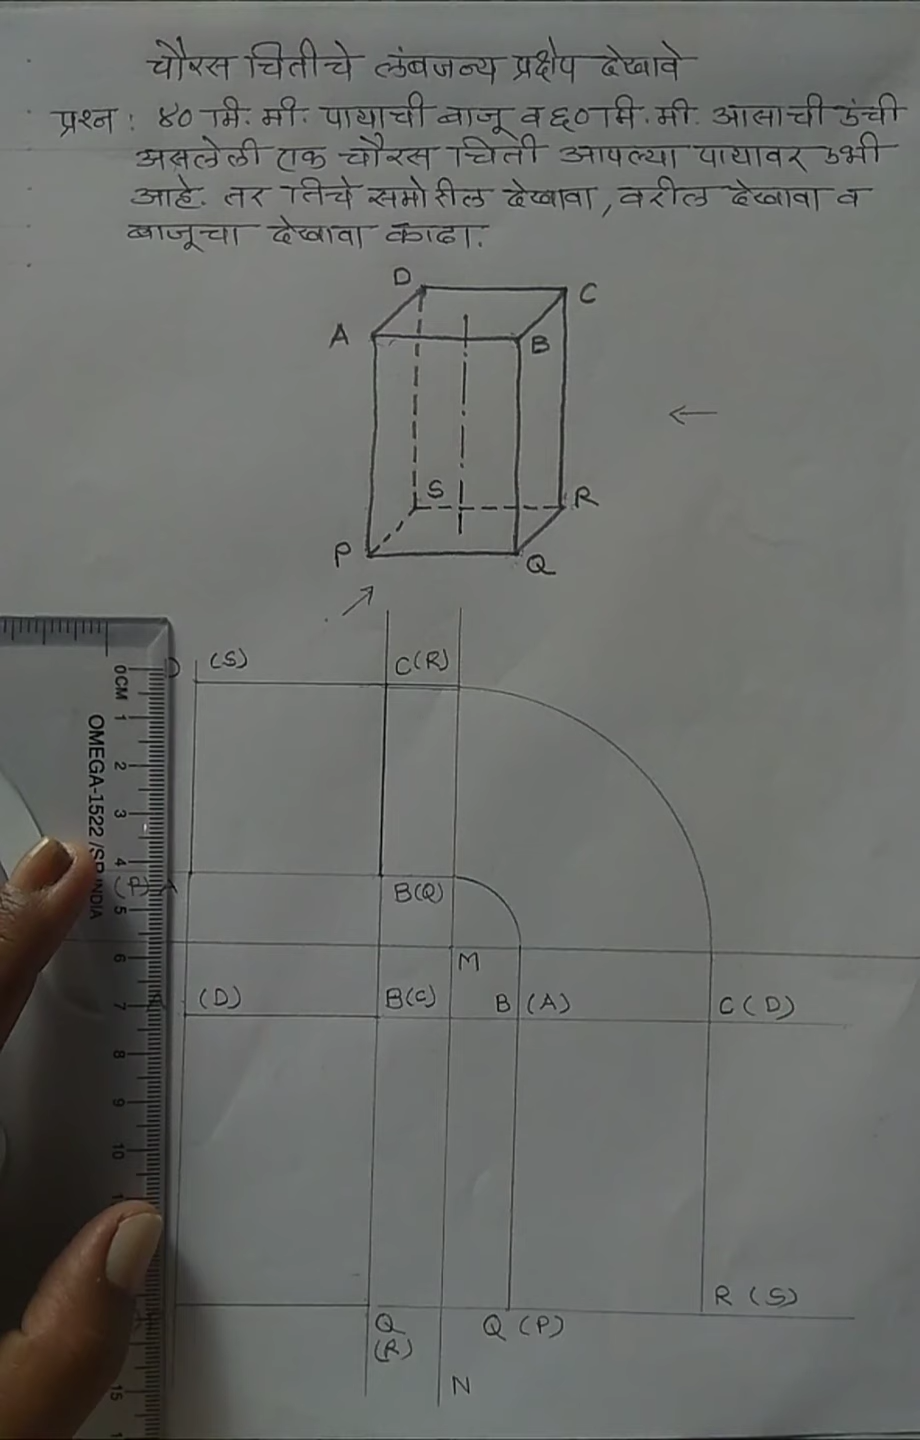 चौरस चितीचे लंबजन्य प्रक्षेप देखावे
प्रश्न : ४० मि. मी. पायाची बाजू व ६० मि. मी. आसाची उंची
असलेली एक चौरस चिती आपल्या पायावर उभी
आहे. तर तिचे समोरील देखावा, वरील देखावा व
बाजूचा देखावा काढा.
D
C
A
B
S
R
P
Q
D (S)
C(R)
0CM 1 2 3 4 5 6 7 8 9 10
15
OMEGA-1522
INDIA
B(Q)
M
(D)
B(C)
B (A)
C (D)
Q
(R)
Q (P)
R (S)
N